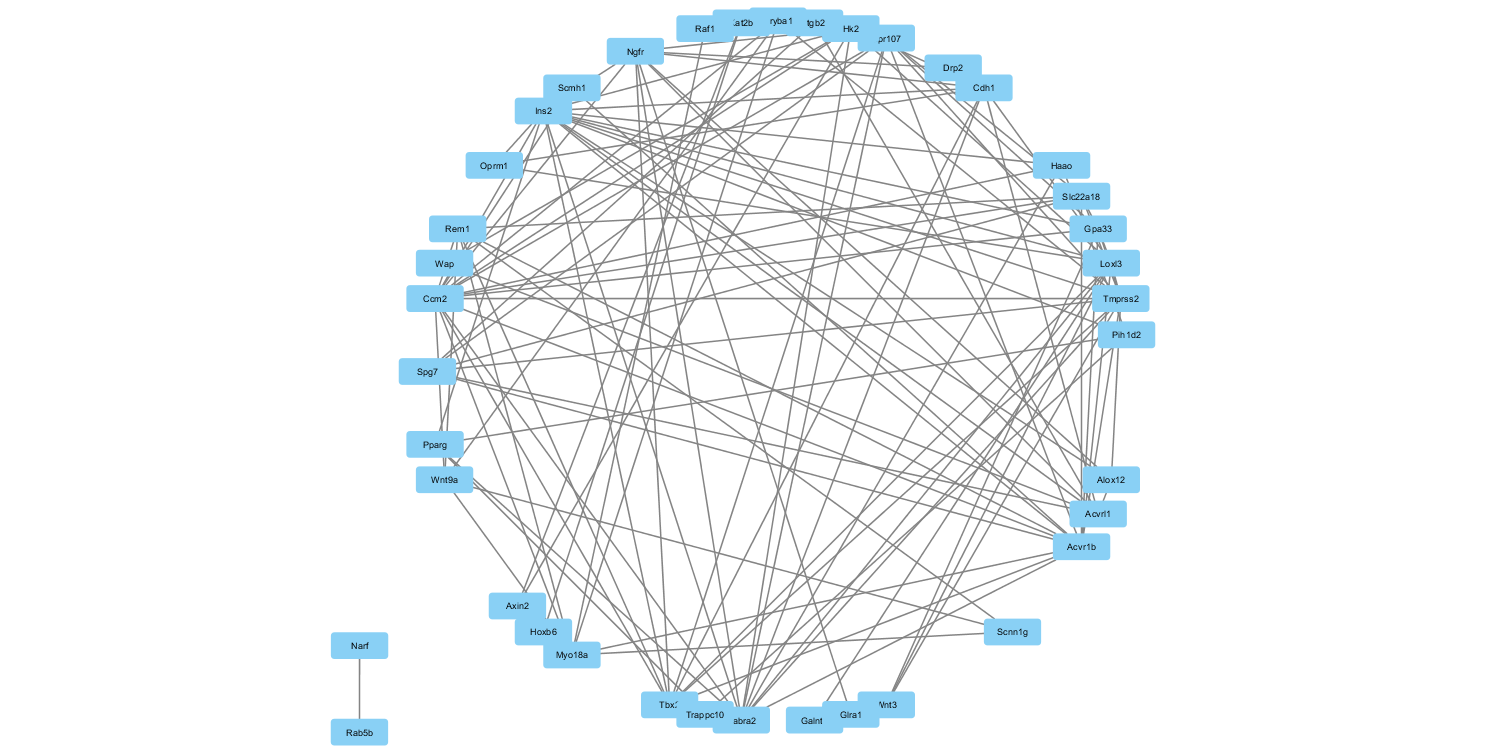 Raf1
at2b
ryba1
tgb2
Hk2
pr107
Ngfr
Drp2
Scmh1
Cdh1
Ins2
Oprm1
Haao
Slc22a18
Rem1
Gpa33
Wap
Loxl3
Ccm2
Tmprss2
Pih1d2
Spg7
Pparg
Wnt9a
Alox12
Acvrl1
Acvr1b
Axin2
Hoxb6
Scnn1g
Narf
Myo18a
Tbx
Wnt3
Trappc10
Glra1
abra2
Galnt
Rab5b